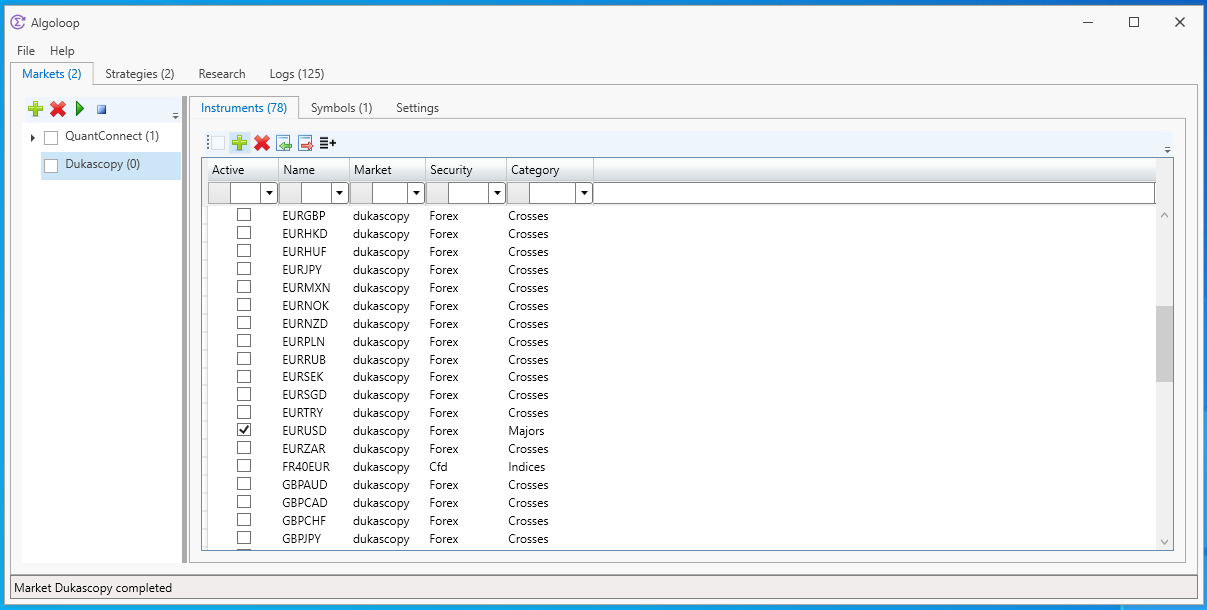 Algoloop
File Help
Markets (2) Strategies (2) Research Logs (125)
QuantConnect (1)
Dukascopy (0)
Instruments (78) Symbols (1) Settings
Active Name Market Security Category
EURGBP dukascopy Forex Crosses
EURHKD dukascopy Forex Crosses
EURHUF dukascopy Forex Crosses
EURJPY dukascopy Forex Crosses
EURMXN dukascopy Forex Crosses
EURNOK dukascopy Forex Crosses
EURNZD dukascopy Forex Crosses
EURPLN dukascopy Forex Crosses
EURRUB dukascopy Forex Crosses
EURSEK dukascopy Forex Crosses
EURSGD dukascopy Forex Crosses
EURTRY dukascopy Forex Crosses
EURUSD dukascopy Forex Majors
EURZAR dukascopy Forex Crosses
FR40EUR dukascopy Cfd Indices
GBPAUD dukascopy Forex Crosses
GBPCAD dukascopy Forex Crosses
GBPCHF dukascopy Forex Crosses
GBPJPY dukascopy Forex Crosses
Market Dukascopy completed